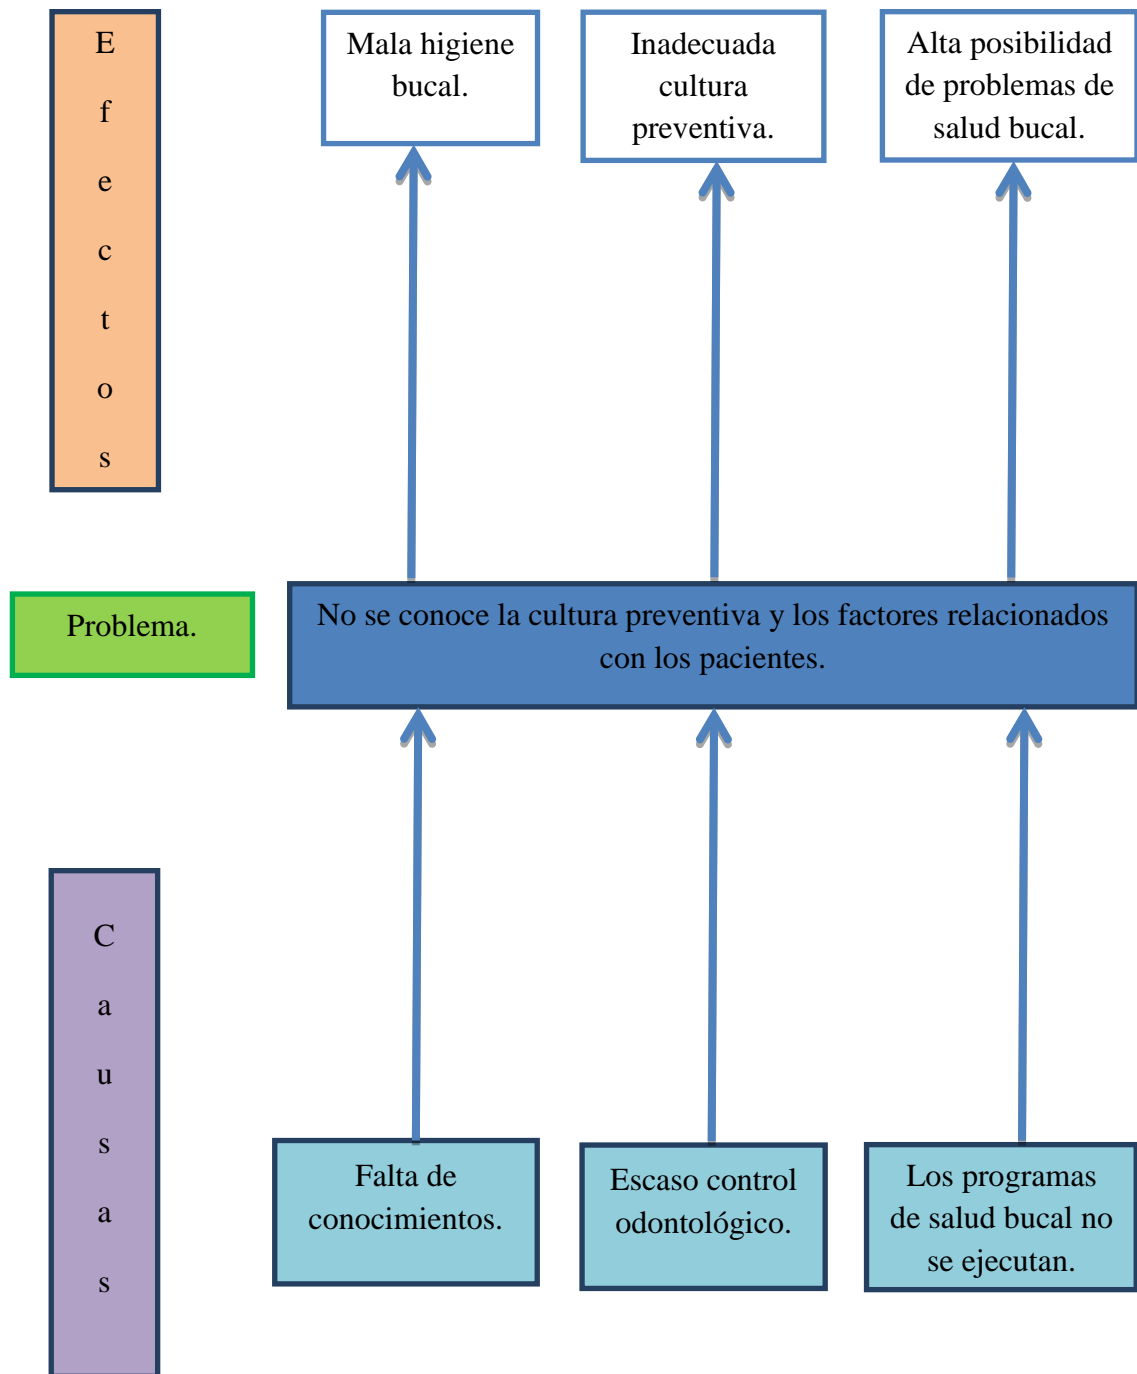 E
f
e
c
t
o
s
Mala higiene
bucal.
Inadecuada
cultura
preventiva.
Alta posibilidad
de problemas de
salud bucal.
Problema.
No se conoce la cultura preventiva y los factores relacionados
con los pacientes.
C
a
u
s
a
s
Falta de
conocimientos.
Escaso control
odontológico.
Los programas
de salud bucal no
se ejecutan.